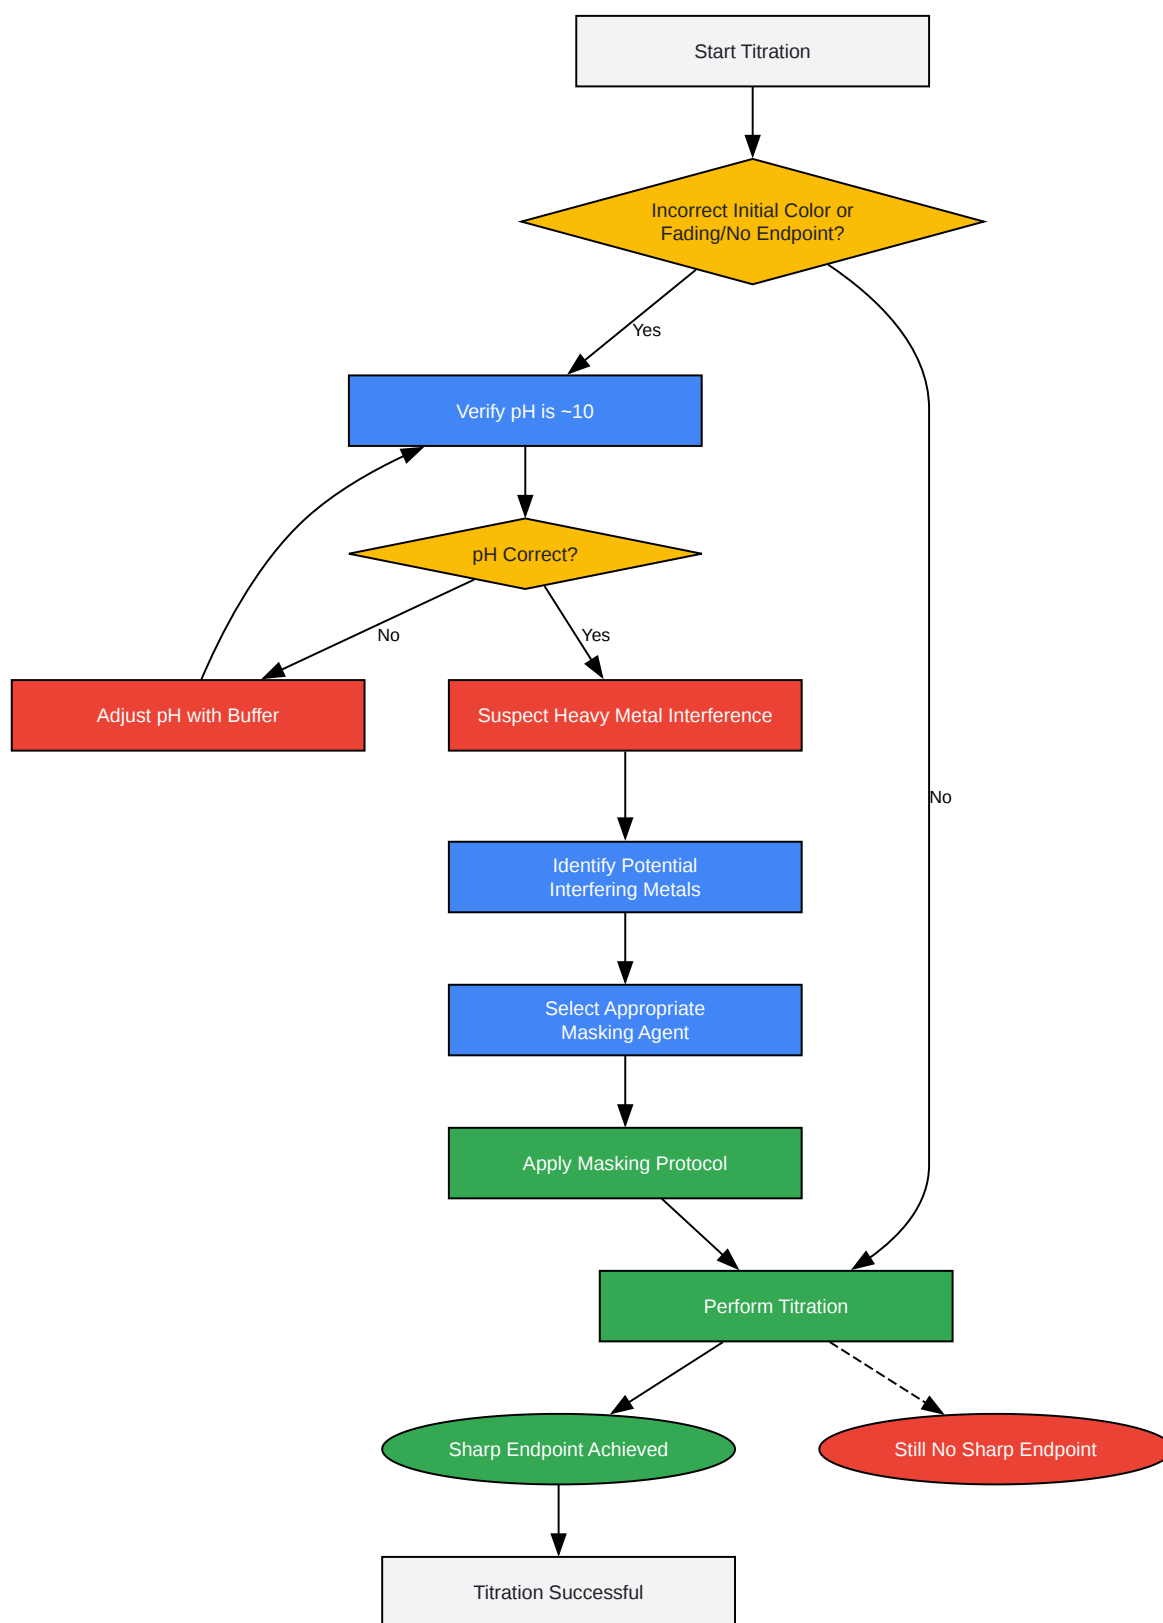 Start Titration
Incorrect Initial Color or
Fading/No Endpoint?
Yes
Verify pH is ~10
pH Correct?
No
Yes
Adjust pH with Buffer
Suspect Heavy Metal Interference
No
Identify Potential
Interfering Metals
Select Appropriate
Masking Agent
Apply Masking Protocol
Perform Titration
Sharp Endpoint Achieved
Still No Sharp Endpoint
Titration Successful